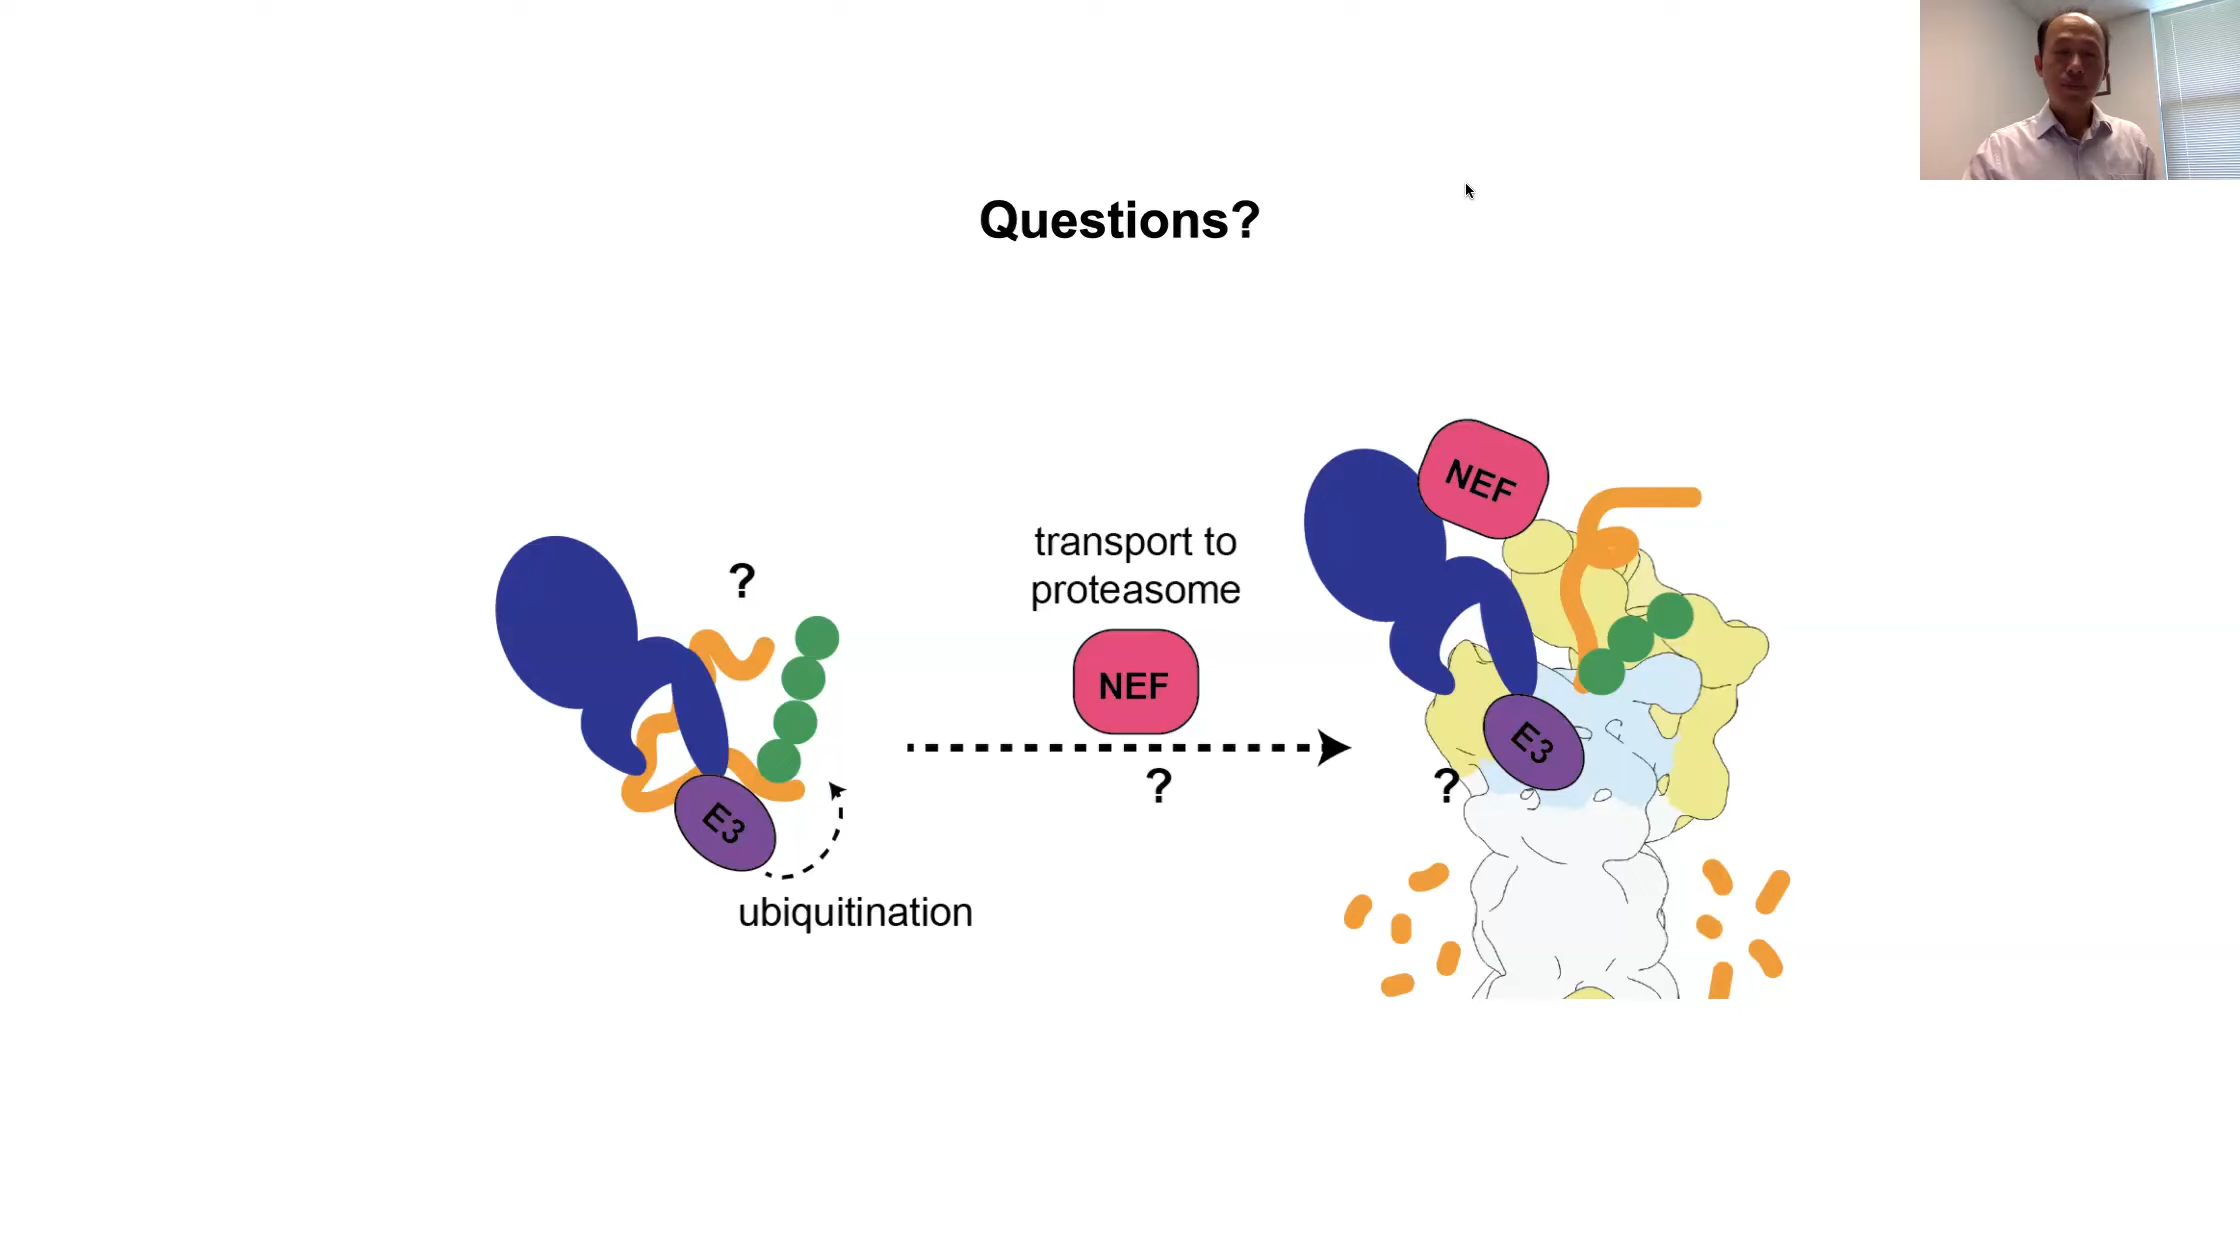 Questions?
NEF
transport to
proteasome
?
NEF
E3
?
?
E3
ubiquitination